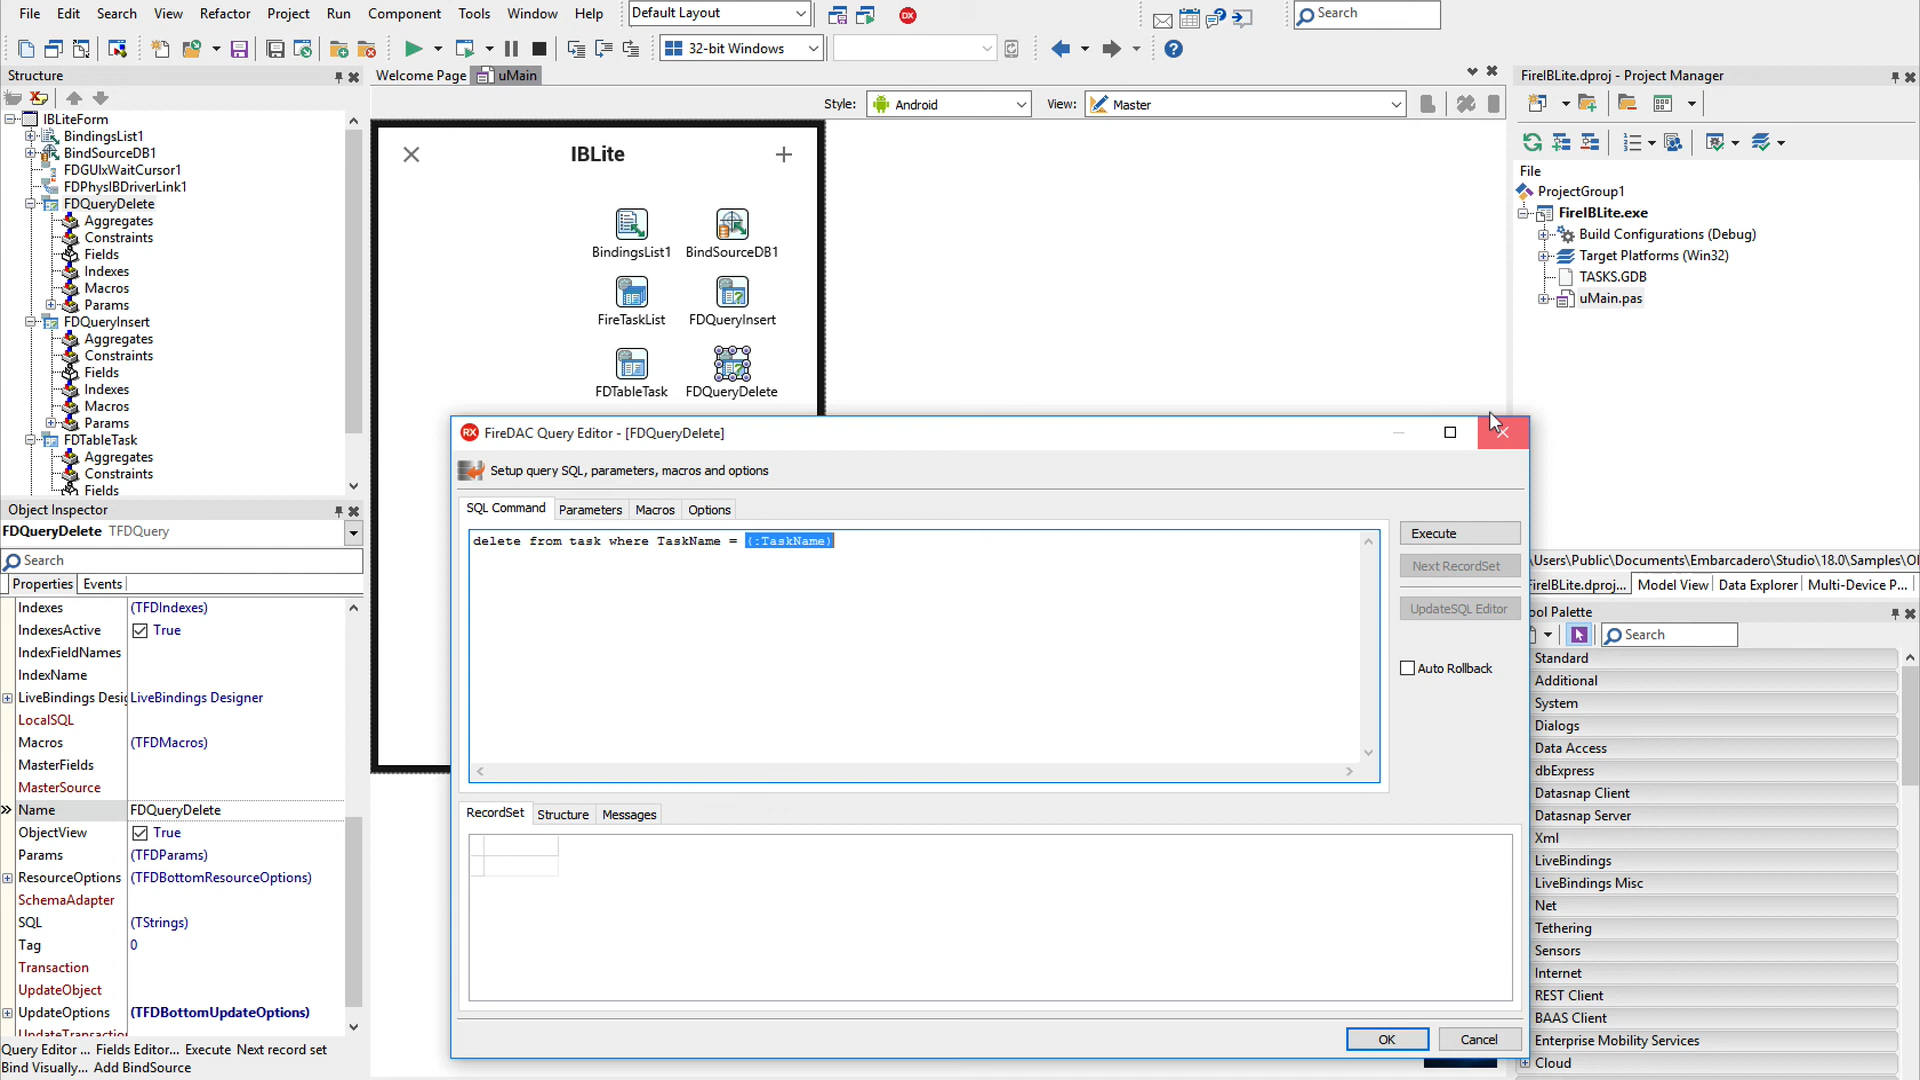 File Edit Search View Refactor Project Run Component Tools Window Help Default Layout Search
32-bit Windows
Structure
Welcome Page uMain
FireIBLite.dproj - Project Manager
Style: Android View: Master
IBLiteForm
BindingsList1
BindSourceDB1
FDGUIxWaitCursor1
FDPhysIBDriverLink1
FDQueryDelete
Aggregates
Constraints
Fields
Indexes
Macros
Params
FDQueryInsert
Aggregates
Constraints
Fields
Indexes
Macros
Params
FDTableTask
Aggregates
Constraints
Fields
IBLite
BindingsList1 BindSourceDB1
FireTaskList FDQueryInsert
FDTableTask FDQueryDelete
File
ProjectGroup1
FireIBLite.exe
Build Configurations (Debug)
Target Platforms (Win32)
TASKS.GDB
uMain.pas
Object Inspector
FDQueryDelete TFDQuery
Search
Properties Events
Indexes (TFDIndexes)
IndexesActive True
IndexFieldNames
IndexName
LiveBindings Desig LiveBindings Designer
LocalSQL
Macros (TFDMacros)
MasterFields
MasterSource
Name FDQueryDelete
ObjectView True
Params (TFDParams)
ResourceOptions (TFDBottomResourceOptions)
SchemaAdapter
SQL (TStrings)
Tag 0
Transaction
UpdateObject
UpdateOptions (TFDBottomUpdateOptions)
UpdateTransactio
Query Editor ... Fields Editor... Execute Next record set
Bind Visually... Add BindSource
RX FireDAC Query Editor - [FDQueryDelete]
Setup query SQL, parameters, macros and options
SQL Command Parameters Macros Options
delete from task where TaskName = (:TaskName)
Execute
Next RecordSet
UpdateSQL Editor
Auto Rollback
RecordSet Structure Messages
OK Cancel
\Users\Public\Documents\Embarcadero\Studio\18.0\Samples\Ol
FireIBLite.dproj... Model View Data Explorer Multi-Device P...
ool Palette
Search
Standard
Additional
System
Dialogs
Data Access
dbExpress
Datasnap Client
Datasnap Server
Xml
LiveBindings
LiveBindings Misc
Net
Tethering
Sensors
Internet
REST Client
BAAS Client
Enterprise Mobility Services
Cloud